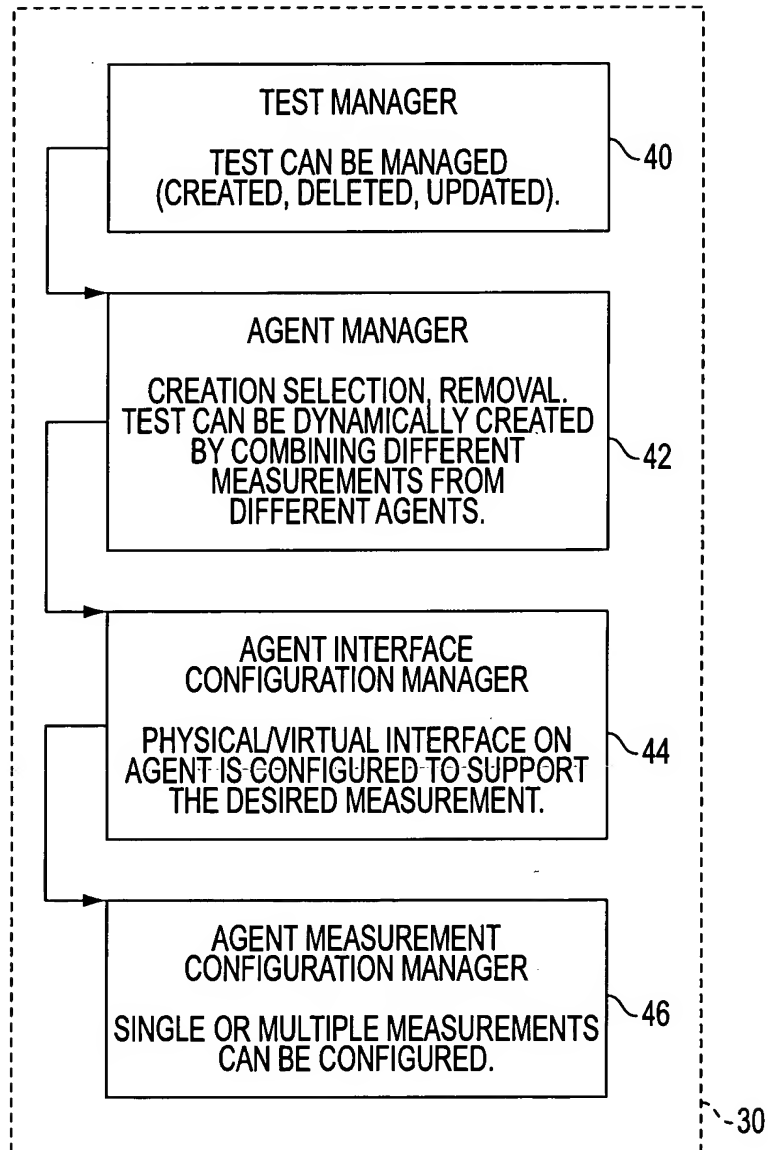 TEST MANAGER
TEST CAN BE MANAGED
(CREATED, DELETED, UPDATED).
40
AGENT MANAGER
CREATION SELECTION, REMOVAL.
TEST CAN BE DYNAMICALLY CREATED
BY COMBINING DIFFERENT
MEASUREMENTS FROM
DIFFERENT AGENTS.
42
AGENT INTERFACE
CONFIGURATION MANAGER
PHYSICAL/VIRTUAL INTERFACE ON
AGENT IS CONFIGURED TO SUPPORT
THE DESIRED MEASUREMENT.
44
AGENT MEASUREMENT
CONFIGURATION MANAGER
SINGLE OR MULTIPLE MEASUREMENTS
CAN BE CONFIGURED.
46
30